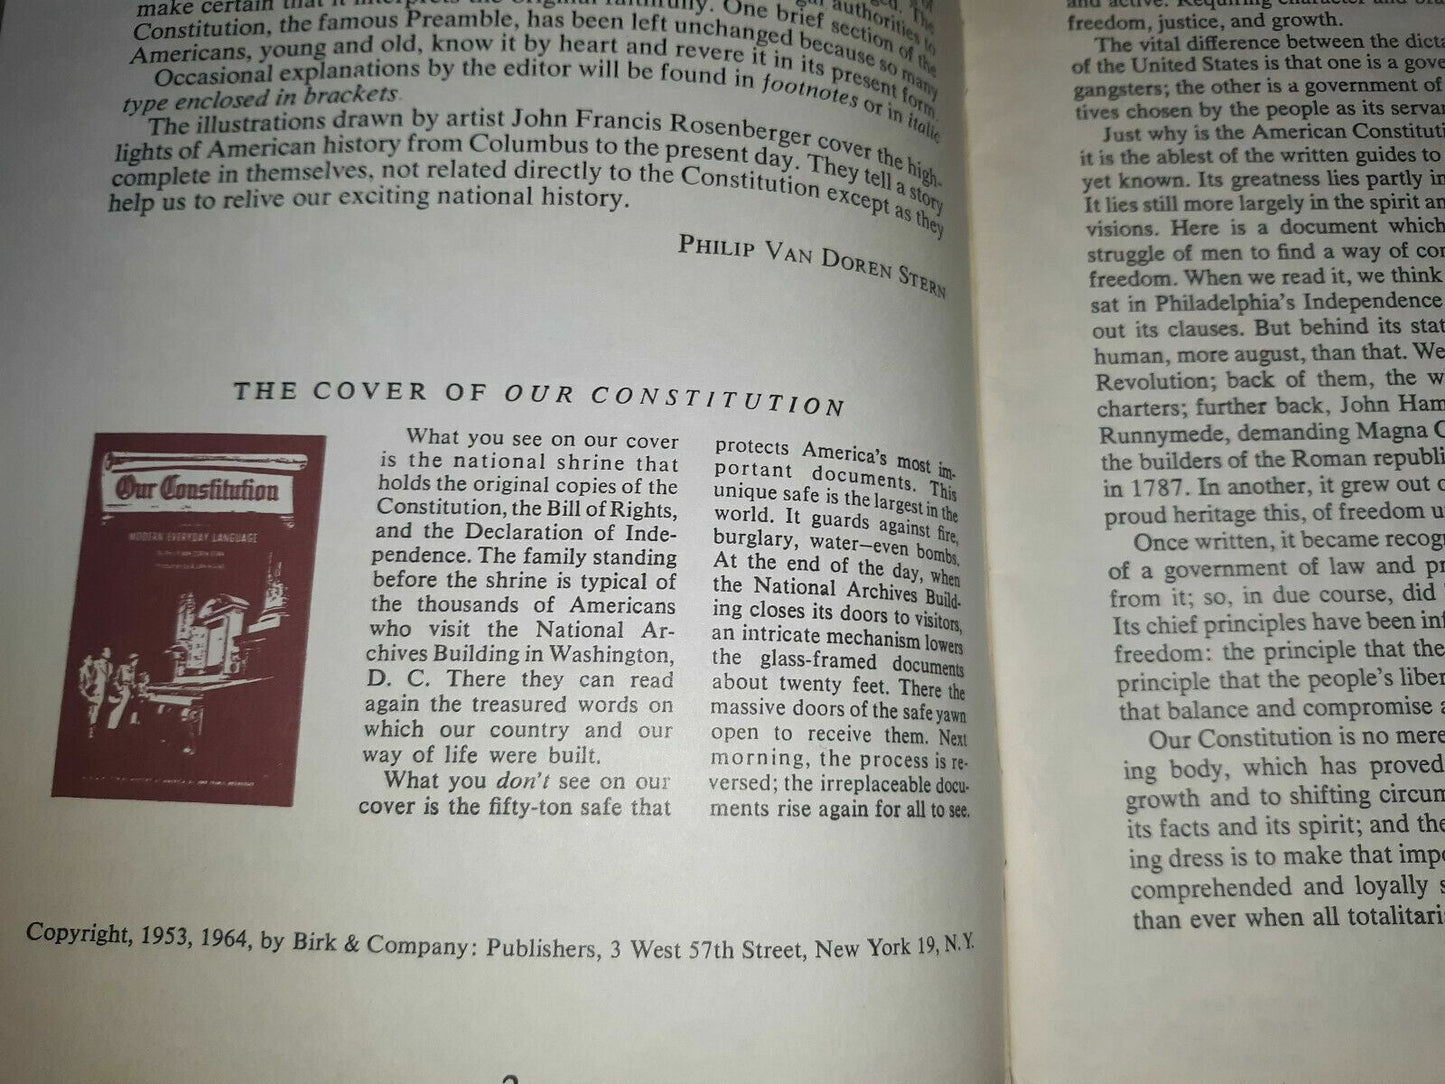 make certain that it interprets the original faithfully. One brief section of the
Constitution, the famous Preamble, has been left unchanged because so many
Americans, young and old, know it by heart and revere it in its present form.
Occasional explanations by the editor will be found in footnotes or in italic
type enclosed in brackets.
The illustrations drawn by artist John Francis Rosenberger cover the high-
lights of American history from Columbus to the present day. They tell a story
complete in themselves, not related directly to the Constitution except as they
help us to relive our exciting national history.
PHILIP VAN DOREN STERN
THE COVER OF OUR CONSTITUTION
Our Constitution
MODERN EVERYDAY LANGUAGE
What you see on our cover
is the national shrine that
holds the original copies of the
Constitution, the Bill of Rights,
and the Declaration of Inde-
pendence. The family standing
before the shrine is typical of
the thousands of Americans
who visit the National Ar-
chives Building in Washington,
D. C. There they can read
again the treasured words on
which our country and our
way of life were built.
What you don't see on our
cover is the fifty-ton safe that
protects America's most im-
portant documents. This
unique safe is the largest in the
world. It guards against fire,
burglary, water—even bombs.
At the end of the day, when
the National Archives Build-
ing closes its doors to visitors,
an intricate mechanism lowers
the glass-framed documents
about twenty feet. There the
massive doors of the safe yawn
open to receive them. Next
morning, the process is re-
versed; the irreplaceable docu-
ments rise again for all to see.
Copyright, 1953, 1964, by Birk & Company: Publishers, 3 West 57th Street, New York 19, N.Y.
and active. Requiring character and
freedom, justice, and growth.
The vital difference between the dicta
of the United States is that one is a gove
gangsters; the other is a government of
tives chosen by the people as its servan
Just why is the American Constituti
it is the ablest of the written guides to
yet known. Its greatness lies partly in
It lies still more largely in the spirit an
visions. Here is a document which
struggle of men to find a way of con
freedom. When we read it, we think
sat in Philadelphia's Independence
out its clauses. But behind its stat
human, more august, than that. We
Revolution; back of them, the w
charters; further back, John Ham
Runnymede, demanding Magna C
the builders of the Roman republi
in 1787. In another, it grew out o
proud heritage this, of freedom u
Once written, it became recog
of a government of law and pr
from it; so, in due course, did
Its chief principles have been inf
freedom: the principle that the
principle that the people's liber
that balance and compromise a
Our Constitution is no mere
ing body, which has proved
growth and to shifting circum
its facts and its spirit; and the
ing dress is to make that impo
comprehended and loyally s
than ever when all totalitari